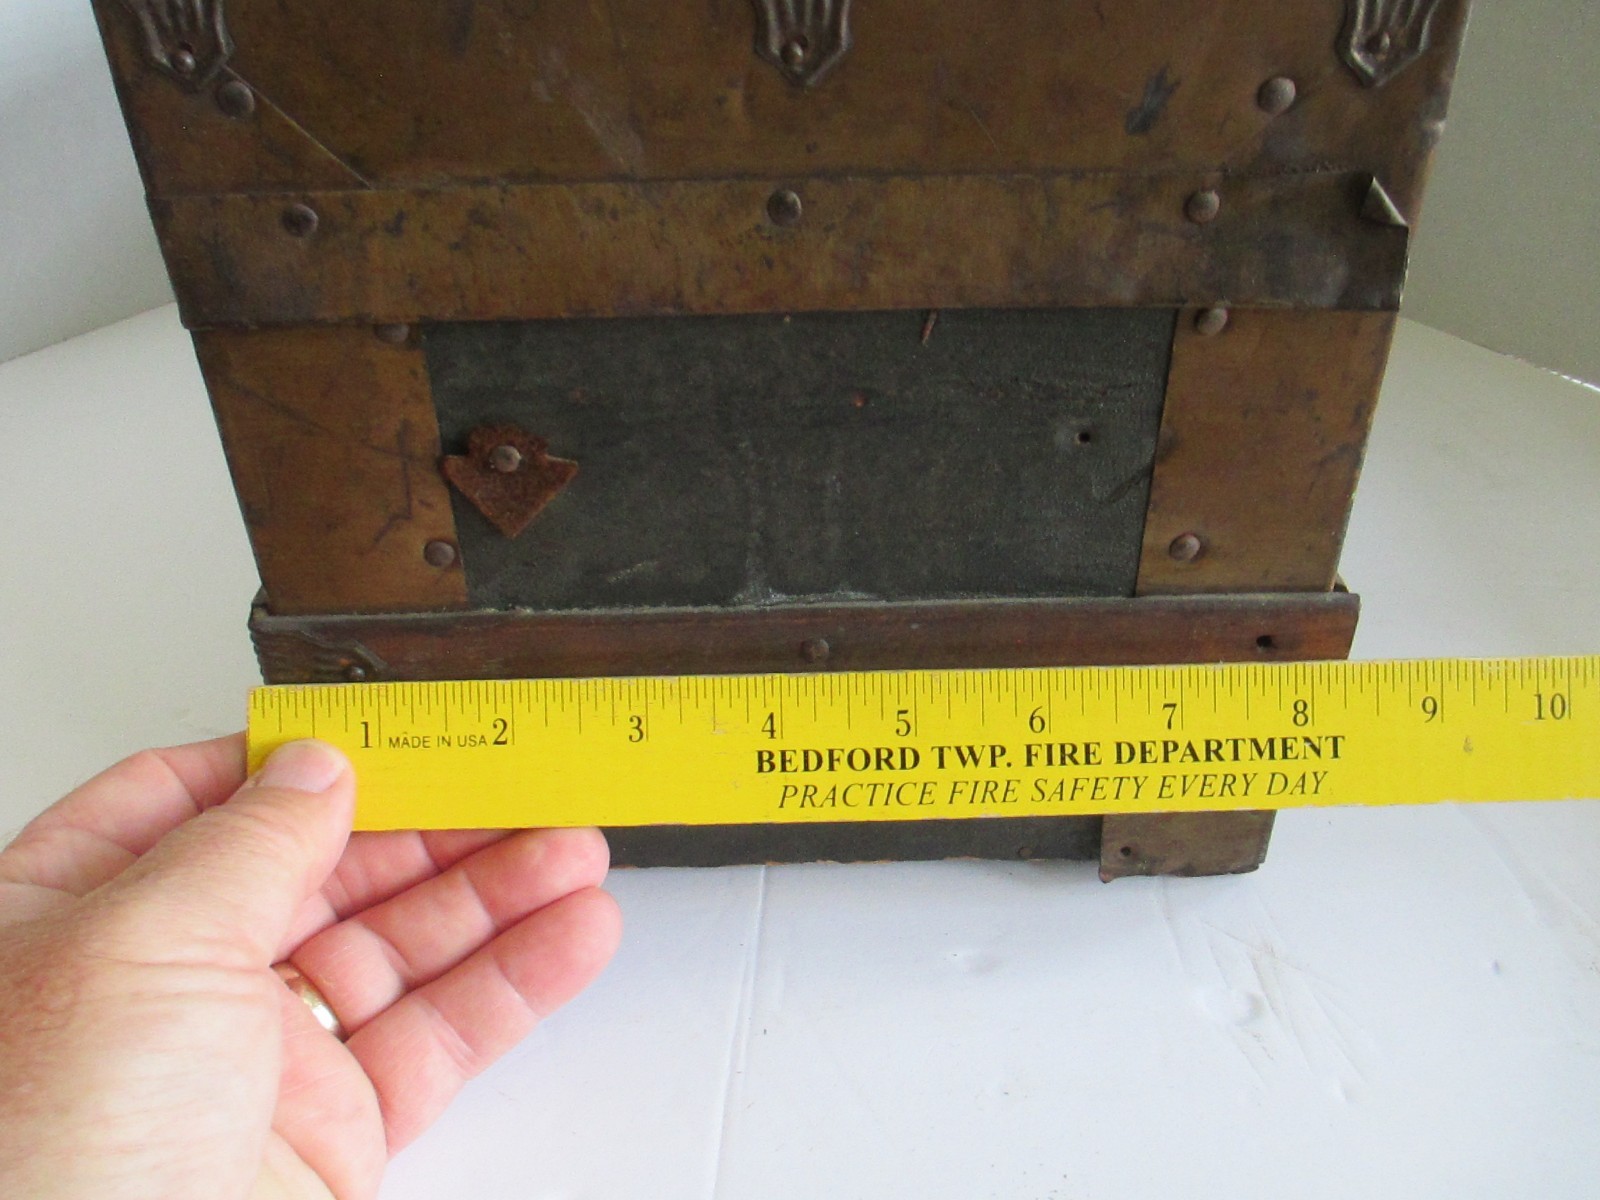 1 MADE IN USA 2 3 4 5 6 7 8 9 10
BEDFORD TWP. FIRE DEPARTMENT
PRACTICE FIRE SAFETY EVERY DAY